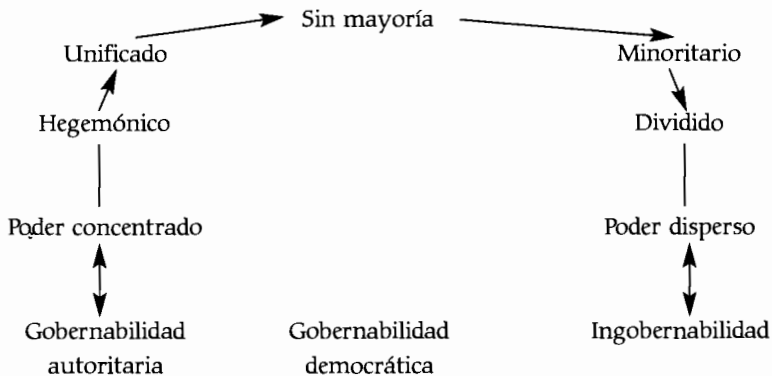 Sin mayoría
Unificado Minoritario
Hegemónico Dividido
Poder concentrado Poder disperso
Gobernabilidad Gobernabilidad Ingobernabilidad
autoritaria democrática